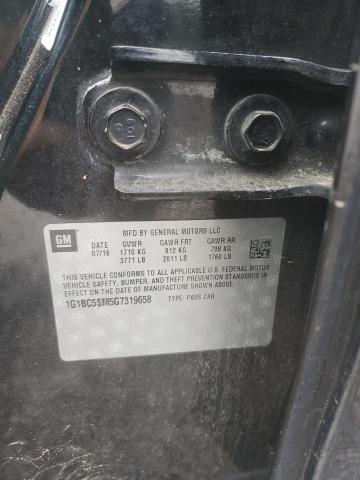 GM
MFD BY GENERAL MOTORS LLC
DATE GVWR GAWR FRT GAWR RR
07/16 1710 KG 912 KG 798 KG
3771 LB 2011 LB 1760 LB
THIS VEHICLE CONFORMS TO ALL APPLICABLE U.S. FEDERAL MOTOR
VEHICLE SAFETY, BUMPER, AND THEFT PREVENTION STANDARDS IN
EFFECT ON THE DATE OF MANUFACTURE SHOWN ABOVE.
1G1BC5SM5G7319658 TYPE: PASS CAR